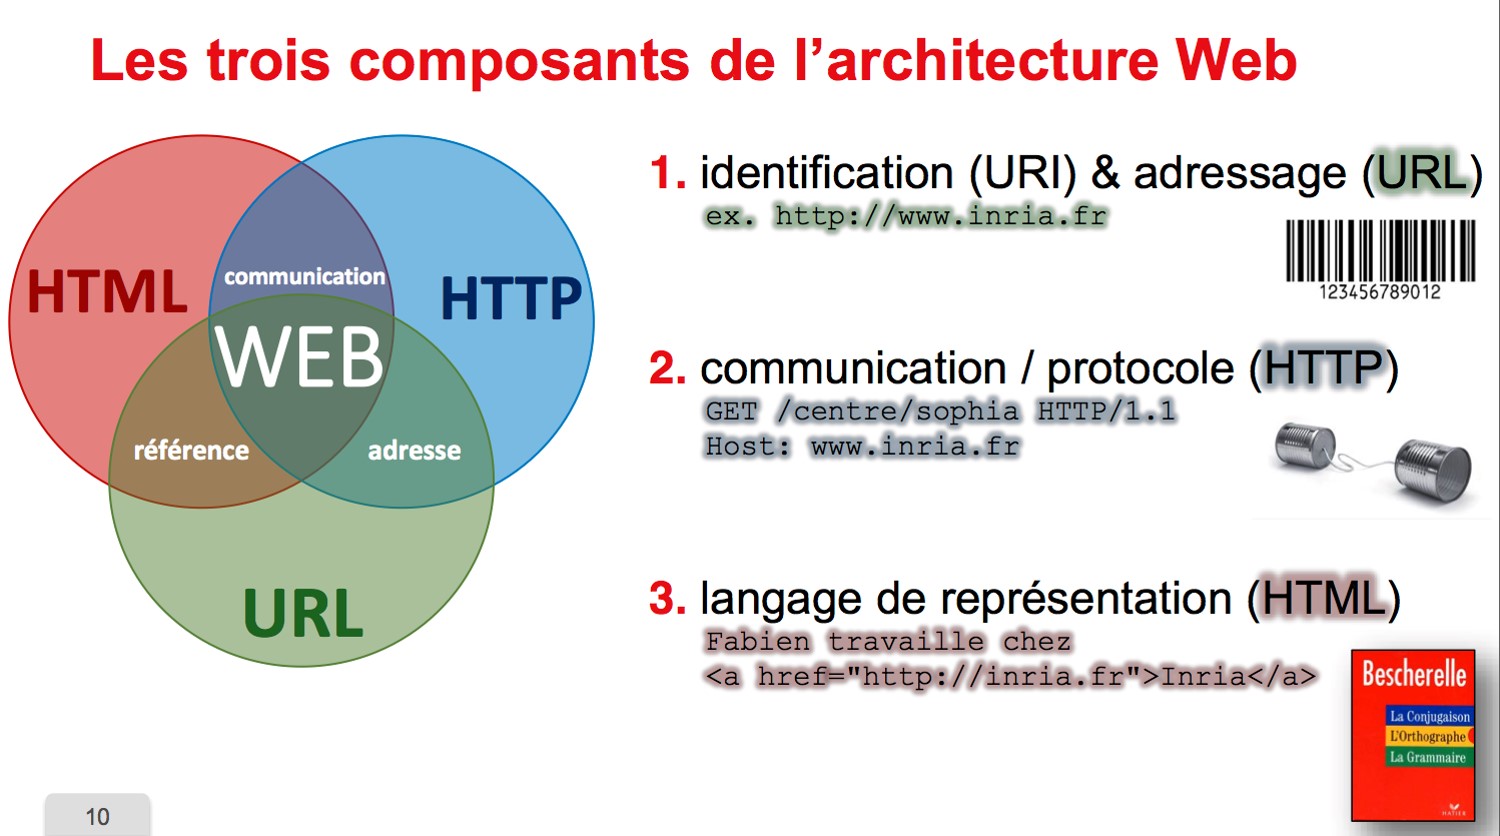 Les trois composants de l’architecture Web
HTML
communication
HTTP
WEB
référence
adresse
URL
1. identification (URI) & adressage (URL)
ex. http://www.inria.fr
123456789012
2. communication / protocole (HTTP)
GET /centre/sophia HTTP/1.1
Host: www.inria.fr
3. langage de représentation (HTML)
Fabien travaille chez
<a href="http://inria.fr">Inria</a>
Bescherelle
La Conjugaison
L'Orthographe
La Grammaire
HATIER
10